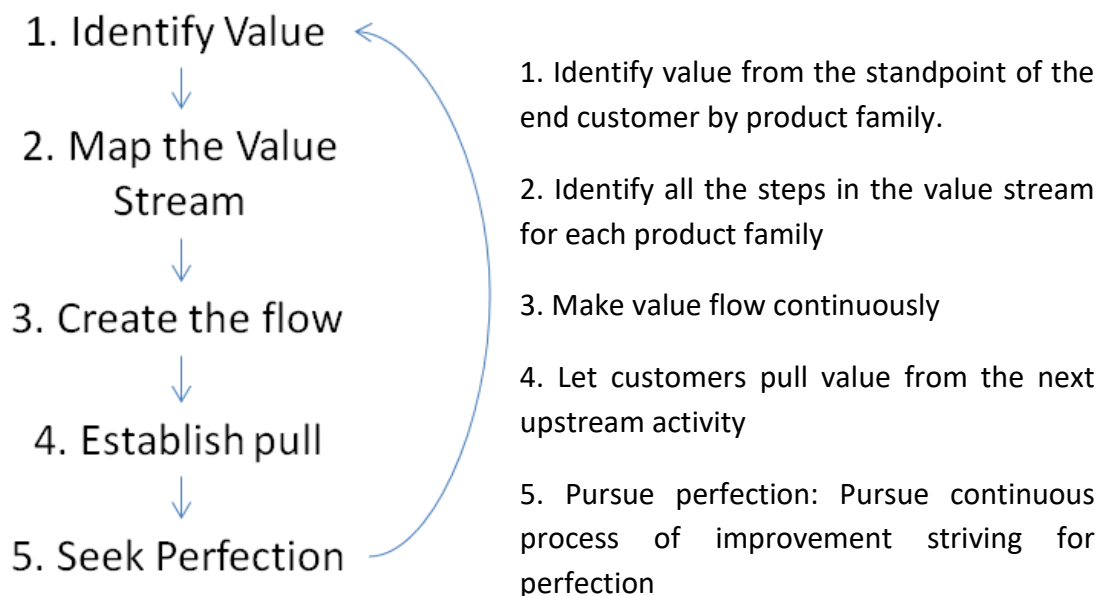 1. Identify Value
2. Map the Value
Stream
3. Create the flow
4. Establish pull
5. Seek Perfection
1. Identify value from the standpoint of the
end customer by product family.
2. Identify all the steps in the value stream
for each product family
3. Make value flow continuously
4. Let customers pull value from the next
upstream activity
5. Pursue perfection: Pursue continuous
process of improvement striving for
perfection